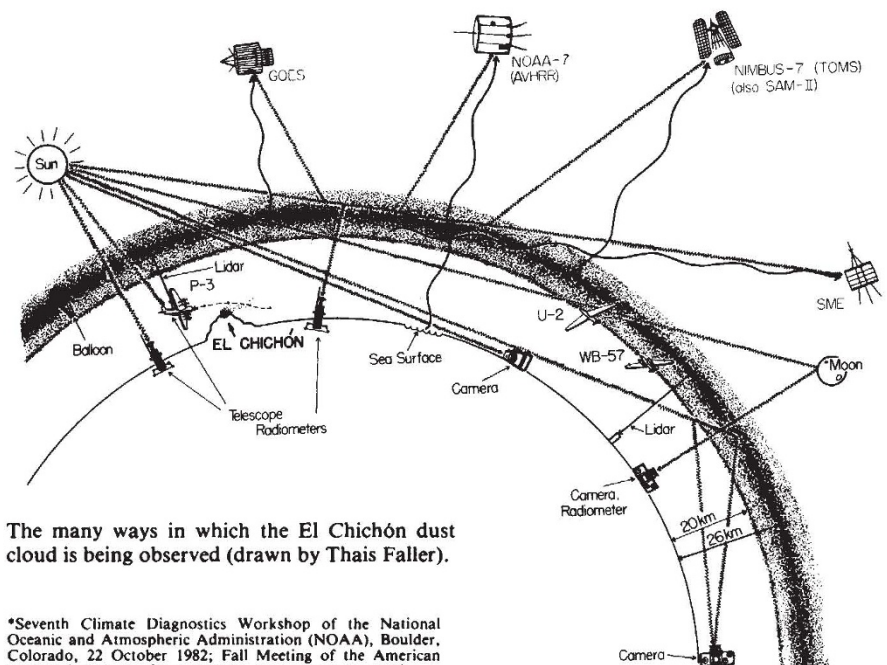 GOES
NOAA-7
(AVHRR)
NIMBUS-7 (TOMS)
(also SAM-II)
Sun
Lidar
P-3
SME
U-2
Balloon
EL CHICHÓN
Sea Surface
WB-57
Moon
Camera
Telescope
Radiometers
Lidar
Camera,
Radiometer
20km
26km
Camera
The many ways in which the El Chichón dust
cloud is being observed (drawn by Thais Faller).
*Seventh Climate Diagnostics Workshop of the National
Oceanic and Atmospheric Administration (NOAA), Boulder,
Colorado, 22 October 1982; Fall Meeting of the American